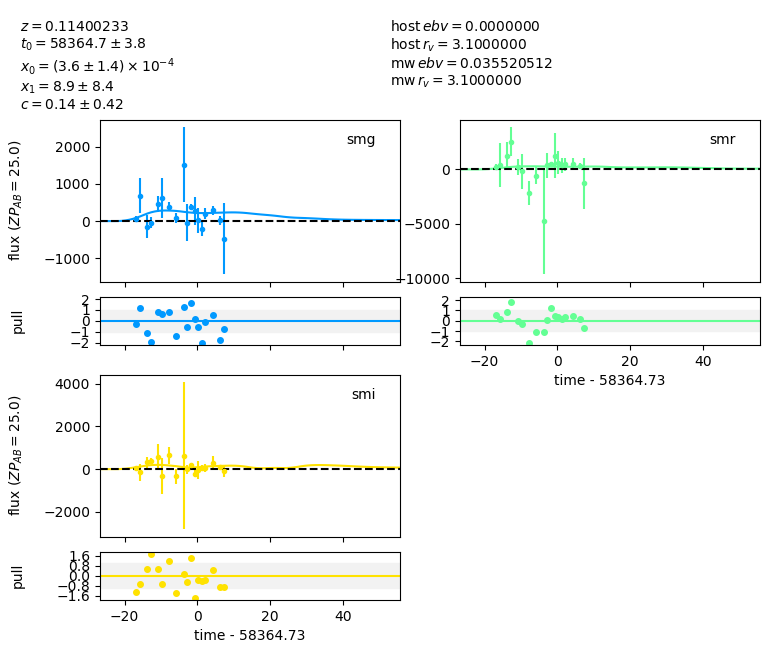 z = 0.11400233
t₀ = 58364.7 ± 3.8
x₀ = (3.6 ± 1.4) × 10⁻⁴
x₁ = 8.9 ± 8.4
c = 0.14 ± 0.42
host ebv = 0.0000000
host r_v = 3.1000000
mw ebv = 0.035520512
mw r_v = 3.1000000
smg
flux (ZP_AB = 25.0)
2000
1000
0
−1000
smr
0
−5000
−10000
pull
2
1
0
−1
−2
2
1
0
−1
−2
−20 0 20 40
time - 58364.73
smi
flux (ZP_AB = 25.0)
4000
2000
0
−2000
pull
1.6
0.8
0.0
−0.8
−1.6
−20 0 20 40
time - 58364.73